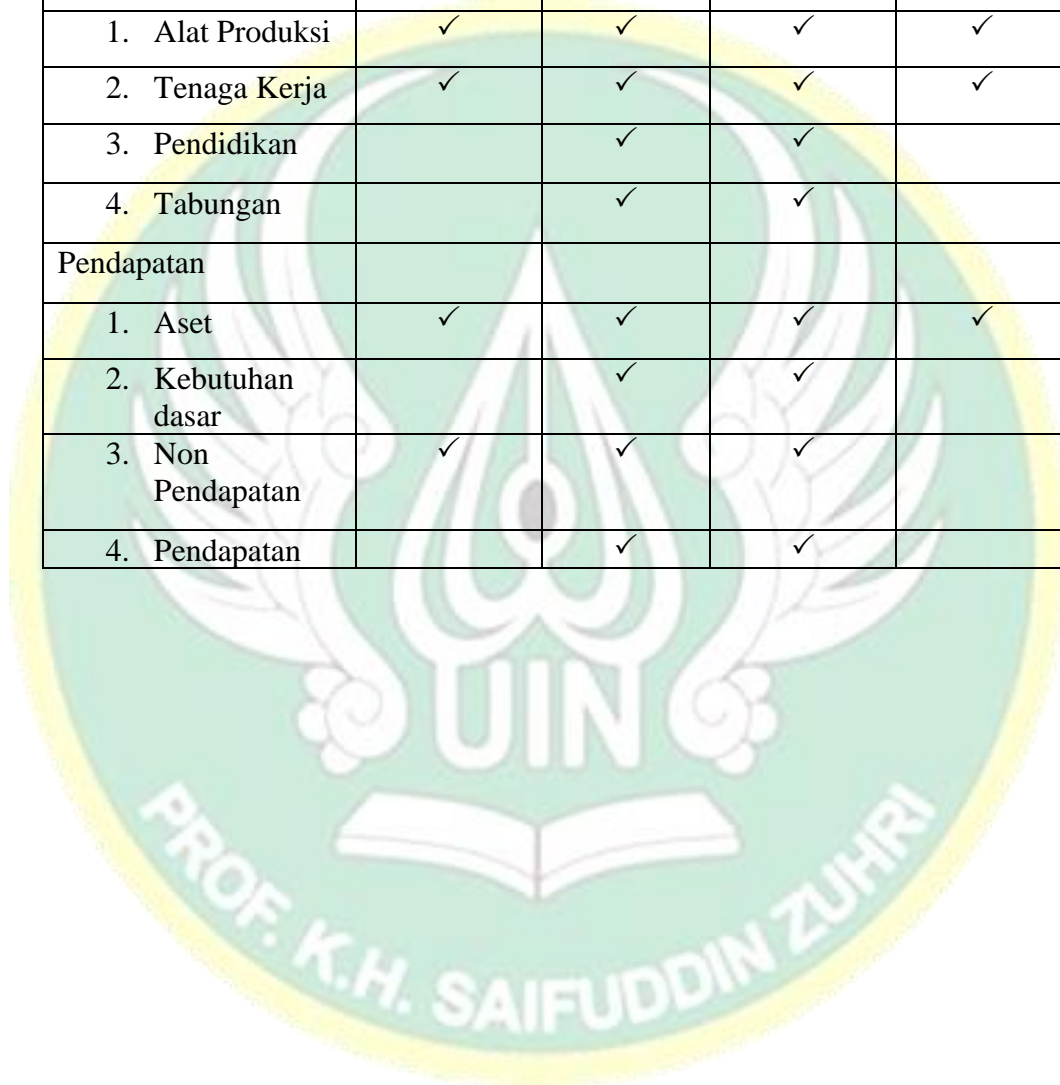 1. Alat Produksi ✓ ✓ ✓ ✓
2. Tenaga Kerja ✓ ✓ ✓ ✓
3. Pendidikan ✓ ✓
4. Tabungan ✓ ✓
Pendapatan
1. Aset ✓ ✓ ✓ ✓
2. Kebutuhan ✓ ✓
dasar
3. Non ✓ ✓ ✓
Pendapatan
4. Pendapatan ✓ ✓
UIN
PROF. K.H. SAIFUDDIN ZUHRI